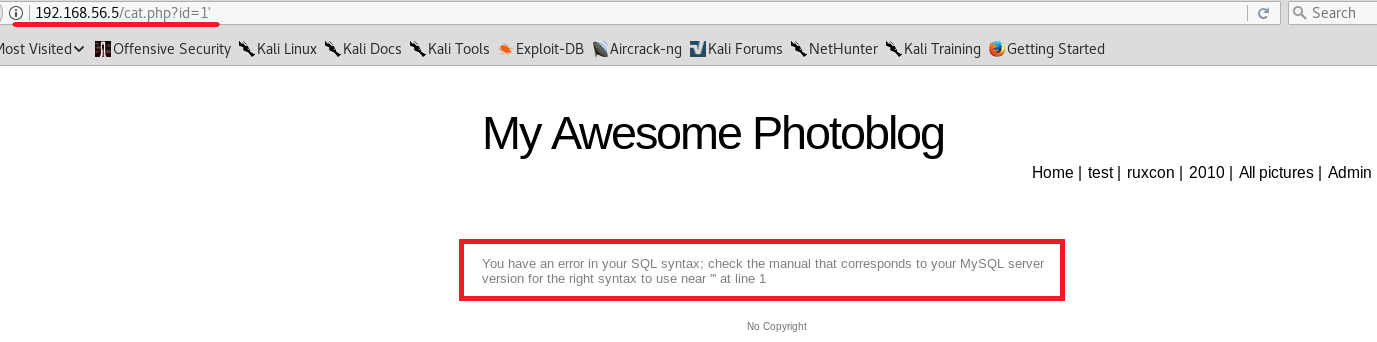 192.168.56.5/cat.php?id=1'
Search
Most Visited
Offensive Security
Kali Linux
Kali Docs
Kali Tools
Exploit-DB
Aircrack-ng
Kali Forums
NetHunter
Kali Training
Getting Started
My Awesome Photoblog
Home | test | ruxcon | 2010 | All pictures | Admin
You have an error in your SQL syntax; check the manual that corresponds to your MySQL server
version for the right syntax to use near ''' at line 1
No Copyright